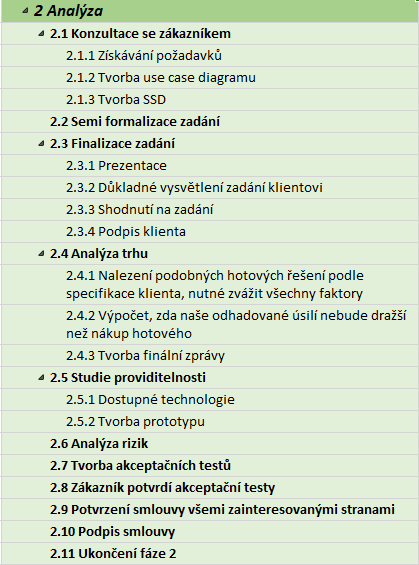 2 Analýza
2.1 Konzultace se zákazníkem
2.1.1 Získávání požadavků
2.1.2 Tvorba use case diagramu
2.1.3 Tvorba SSD
2.2 Semi formalizace zadání
2.3 Finalizace zadání
2.3.1 Prezentace
2.3.2 Důkladné vysvětlení zadání klientovi
2.3.3 Shodnutí na zadání
2.3.4 Podpis klienta
2.4 Analýza trhu
2.4.1 Nalezení podobných hotových řešení podle
specifikace klienta, nutné zvážit všechny faktory
2.4.2 Výpočet, zda naše odhadované úsilí nebude dražší
než nákup hotového
2.4.3 Tvorba finální zprávy
2.5 Studie providitelnosti
2.5.1 Dostupné technologie
2.5.2 Tvorba prototypu
2.6 Analýza rizik
2.7 Tvorba akceptačních testů
2.8 Zákazník potvrdí akceptační testy
2.9 Potvrzení smlouvy všemi zainteresovanými stranami
2.10 Podpis smlouvy
2.11 Ukončení fáze 2